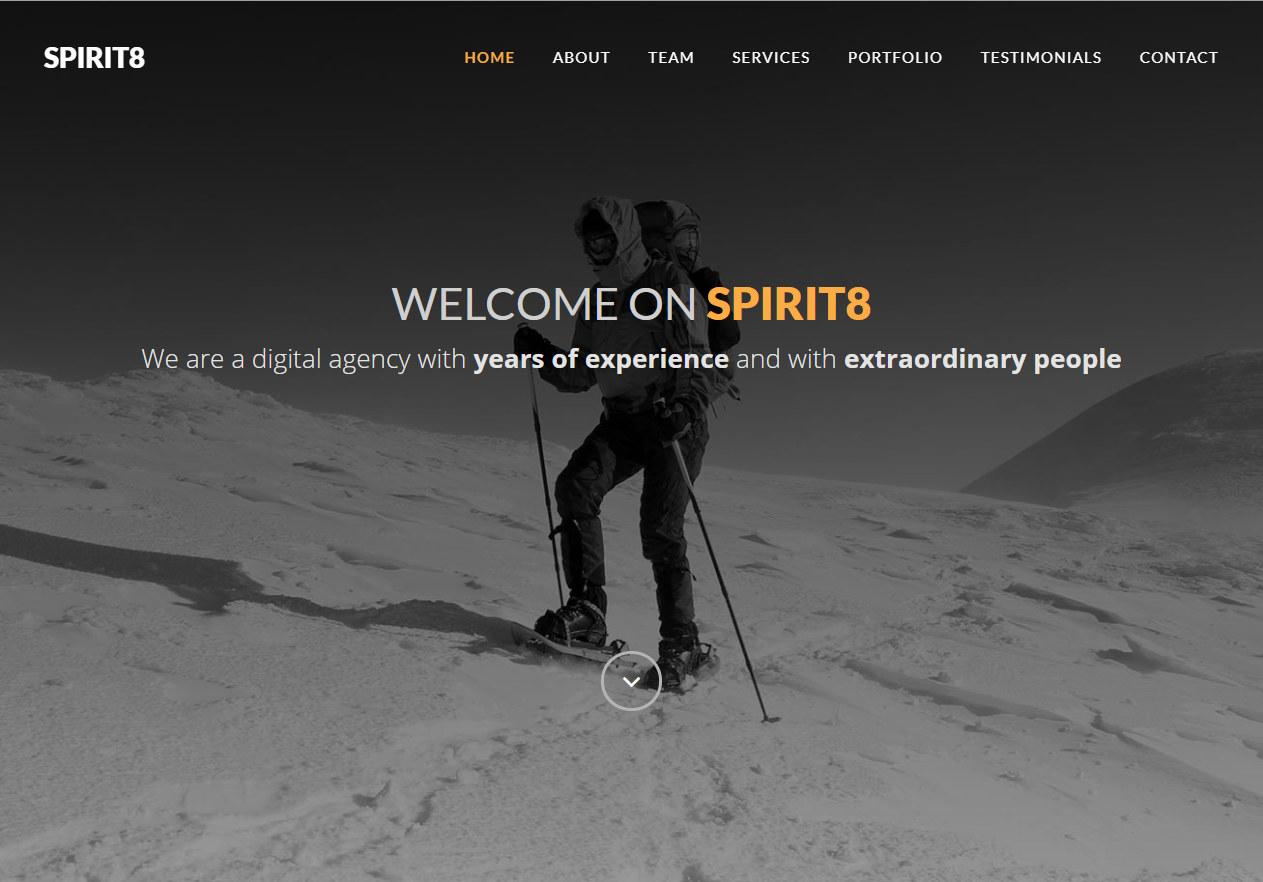 SPIRIT8
HOME ABOUT TEAM SERVICES PORTFOLIO TESTIMONIALS CONTACT
WELCOME ON SPIRIT8
We are a digital agency with years of experience and with extraordinary people